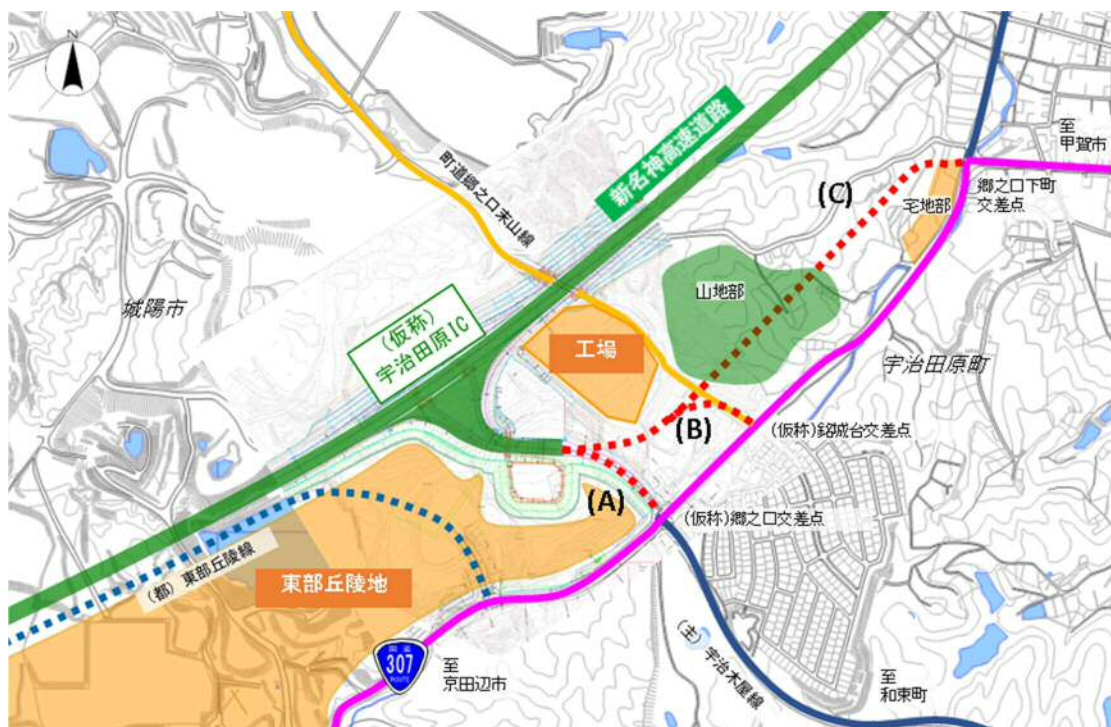 N
至
甲賀市
(C)
郷之口下町
交差点
宅地部
新名神高速道路
町道郷之口末山線
城陽市
山地部
(仮称)
宇治田原IC
工場
宇治田原町
(B)
(仮称)銘城台交差点
(A)
(仮称)郷之口交差点
(都)東部丘陵線
東部丘陵地
国道
307
ROUTE
至
京田辺市
(主)宇治木屋線
至
和束町